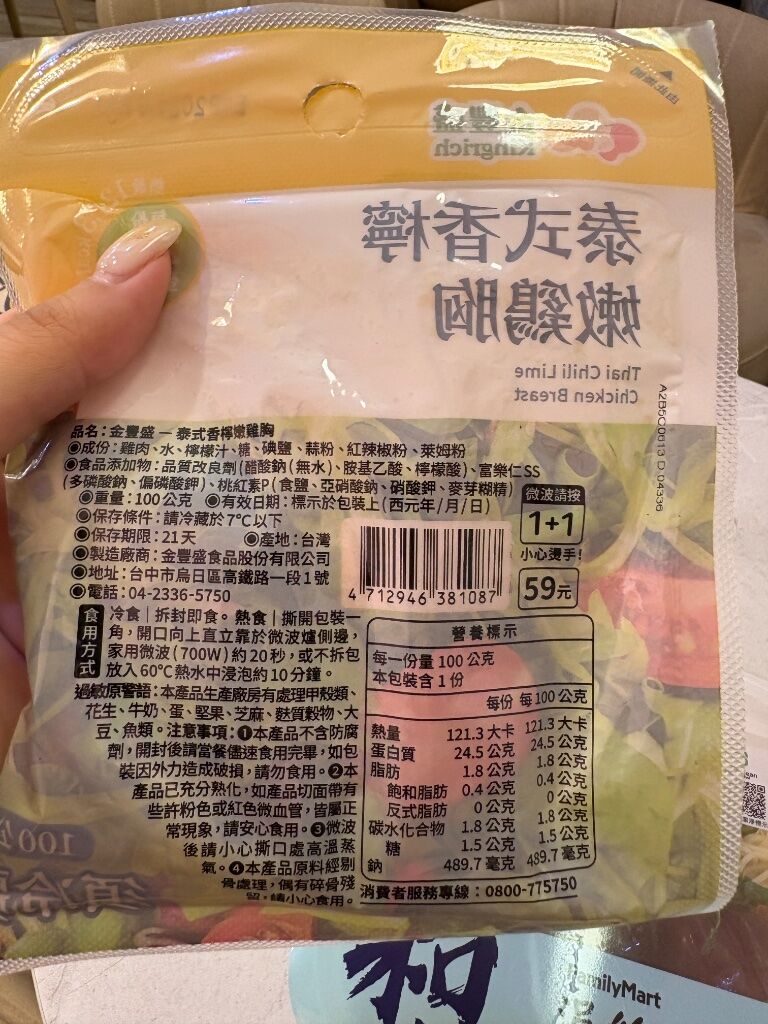 由此撕開
金豐盛
Kingrich
泰式香檸
嫩鷄胸
Thai Chili Lime
Chicken Breast
A2B5C0613 D.04336
品名：金豐盛－泰式香檸嫩雞胸
◉成份：雞肉、水、檸檬汁、糖、碘鹽、蒜粉、紅辣椒粉、萊姆粉
◉食品添加物：品質改良劑(醋酸鈉(無水)、胺基乙酸、檸檬酸)、富樂仁SS
(多磷酸鈉、偏磷酸鉀)、桃紅素P(食鹽、亞硝酸鈉、硝酸鉀、麥芽糊精)
◉重量：100公克 ◉有效日期：標示於包裝上(西元年/月/日)
◉保存條件：請冷藏於7℃以下
◉保存期限：21天 ◉產地：台灣
◉製造廠商：金豐盛食品股份有限公司
◉地址：台中市烏日區高鐵路一段1號
◉電話：04-2336-5750
微波請按
1+1
小心燙手!
59元
4 712946 381087
食用方式
冷食｜拆封即食。熱食｜撕開包裝一
角，開口向上直立靠於微波爐側邊，
家用微波(700W)約20秒，或不拆包
放入60℃熱水中浸泡約10分鐘。
過敏原警語：本產品生產廠房有處理甲殼類、
花生、牛奶、蛋、堅果、芝麻、麩質穀物、大
豆、魚類。注意事項：❶本產品不含防腐
劑，開封後請當餐儘速食用完畢，如包
裝因外力造成破損，請勿食用。❷本
產品已充分熟化，如產品切面帶有
些許粉色或紅色微血管，皆屬正
常現象，請安心食用。❸微波
後請小心撕口處高溫蒸
氣。❹本產品原料經剔
骨處理，偶有碎骨殘
留，請小心食用。
營養標示
每一份量 100 公克
本包裝含 1 份
每份 每100公克
熱量 121.3 大卡 121.3 大卡
蛋白質 24.5 公克 24.5 公克
脂肪 1.8 公克 1.8 公克
飽和脂肪 0.4 公克 0.4 公克
反式脂肪 0 公克 0 公克
碳水化合物 1.8 公克 1.8 公克
糖 1.5 公克 1.5 公克
鈉 489.7 毫克 489.7 毫克
消費者服務專線：0800-775750
100
須冷
和
FamilyMart